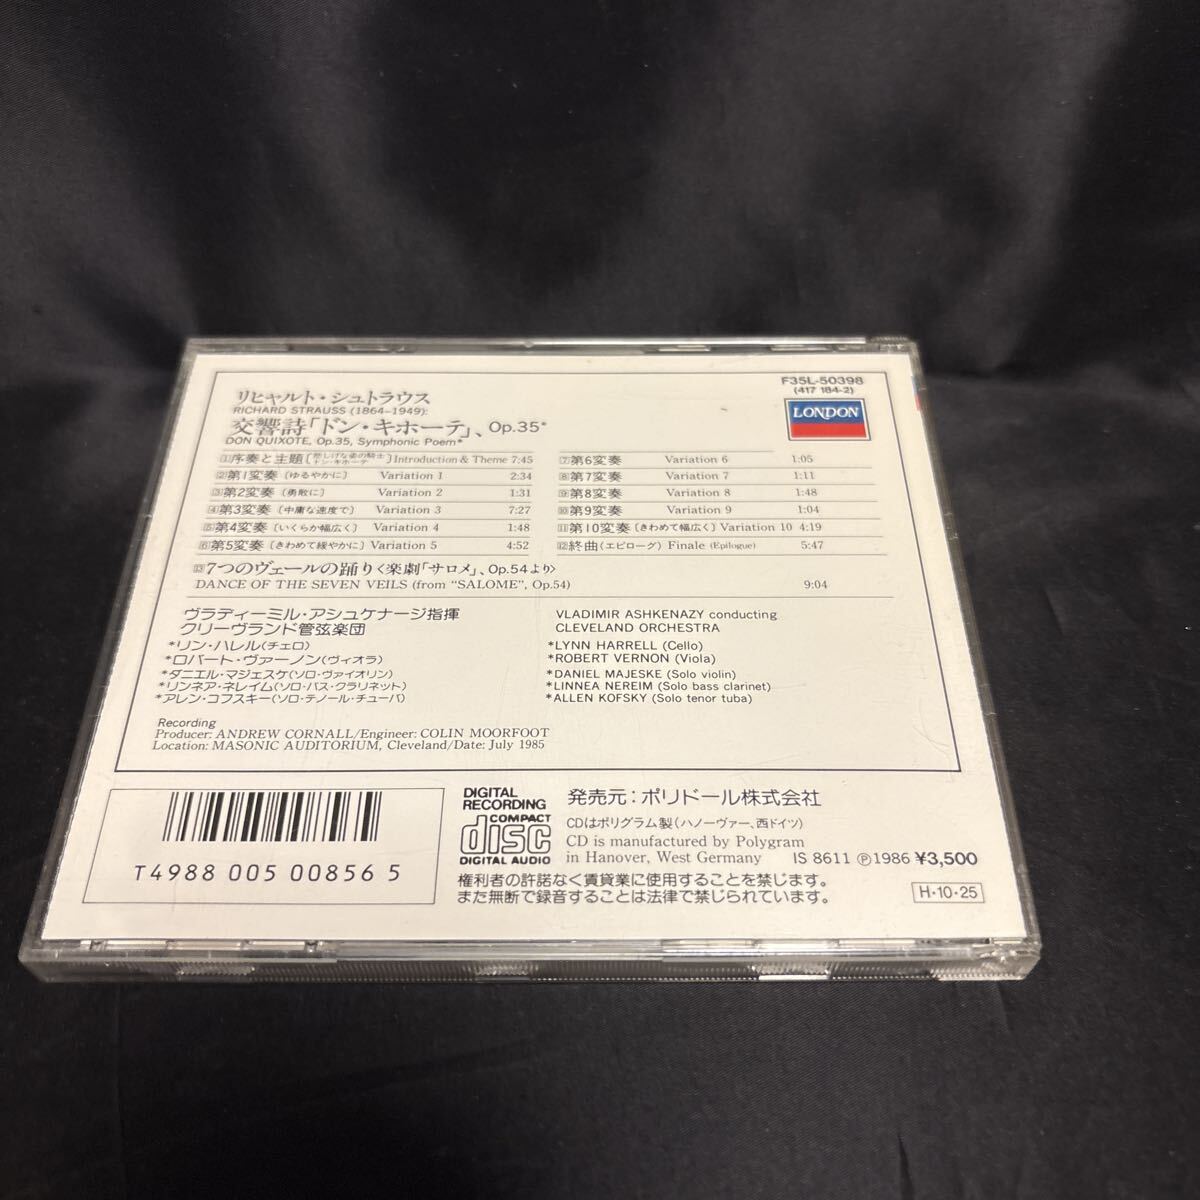 F35L-50398
(417 184-2)
LONDON
リヒャルト・シュトラウス
RICHARD STRAUSS (1864-1949):
交響詩「ドン・キホーテ」、Op.35*
DON QUIXOTE, Op.35, Symphonic Poem*
①序奏と主題〔悲しげな姿の騎士 ドン・キホーテ〕Introduction & Theme 7:45
②第1変奏〔ゆるやかに〕 Variation 1 2:34
③第2変奏〔勇敢に〕 Variation 2 1:31
④第3変奏〔中庸な速度で〕 Variation 3 7:27
⑤第4変奏〔いくらか幅広く〕 Variation 4 1:48
⑥第5変奏〔きわめて緩やかに〕 Variation 5 4:52
⑦第6変奏 Variation 6 1:05
⑧第7変奏 Variation 7 1:11
⑨第8変奏 Variation 8 1:48
⑩第9変奏 Variation 9 1:04
⑪第10変奏〔きわめて幅広く〕Variation 10 4:19
⑫終曲(エピローグ) Finale (Epilogue) 5:47
⑬7つのヴェールの踊り〈楽劇「サロメ」、Op.54より〉
DANCE OF THE SEVEN VEILS (from "SALOME", Op.54) 9:04
ヴラディーミル・アシュケナージ指揮
クリーヴランド管弦楽団
*リン・ハレル(チェロ)
*ロバート・ヴァーノン(ヴィオラ)
*ダニエル・マジェスケ(ソロ・ヴァイオリン)
*リンネア・ネレイム(ソロ・バス・クラリネット)
*アレン・コフスキー(ソロ・テノール・チューバ)
VLADIMIR ASHKENAZY conducting
CLEVELAND ORCHESTRA
*LYNN HARRELL (Cello)
*ROBERT VERNON (Viola)
*DANIEL MAJESKE (Solo violin)
*LINNEA NEREIM (Solo bass clarinet)
*ALLEN KOFSKY (Solo tenor tuba)
Recording
Producer: ANDREW CORNALL/Engineer: COLIN MOORFOOT
Location: MASONIC AUDITORIUM, Cleveland/Date: July 1985
T4988 005 00856 5
DIGITAL
RECORDING
COMPACT
disc
DIGITAL AUDIO
発売元：ポリドール株式会社
CDはポリグラム製(ハノーヴァー、西ドイツ)
CD is manufactured by Polygram
in Hanover, West Germany IS 8611 Ⓟ1986 ¥3,500
権利者の許諾なく賃貸業に使用することを禁じます。
また無断で録音することは法律で禁じられています。
H・10・25